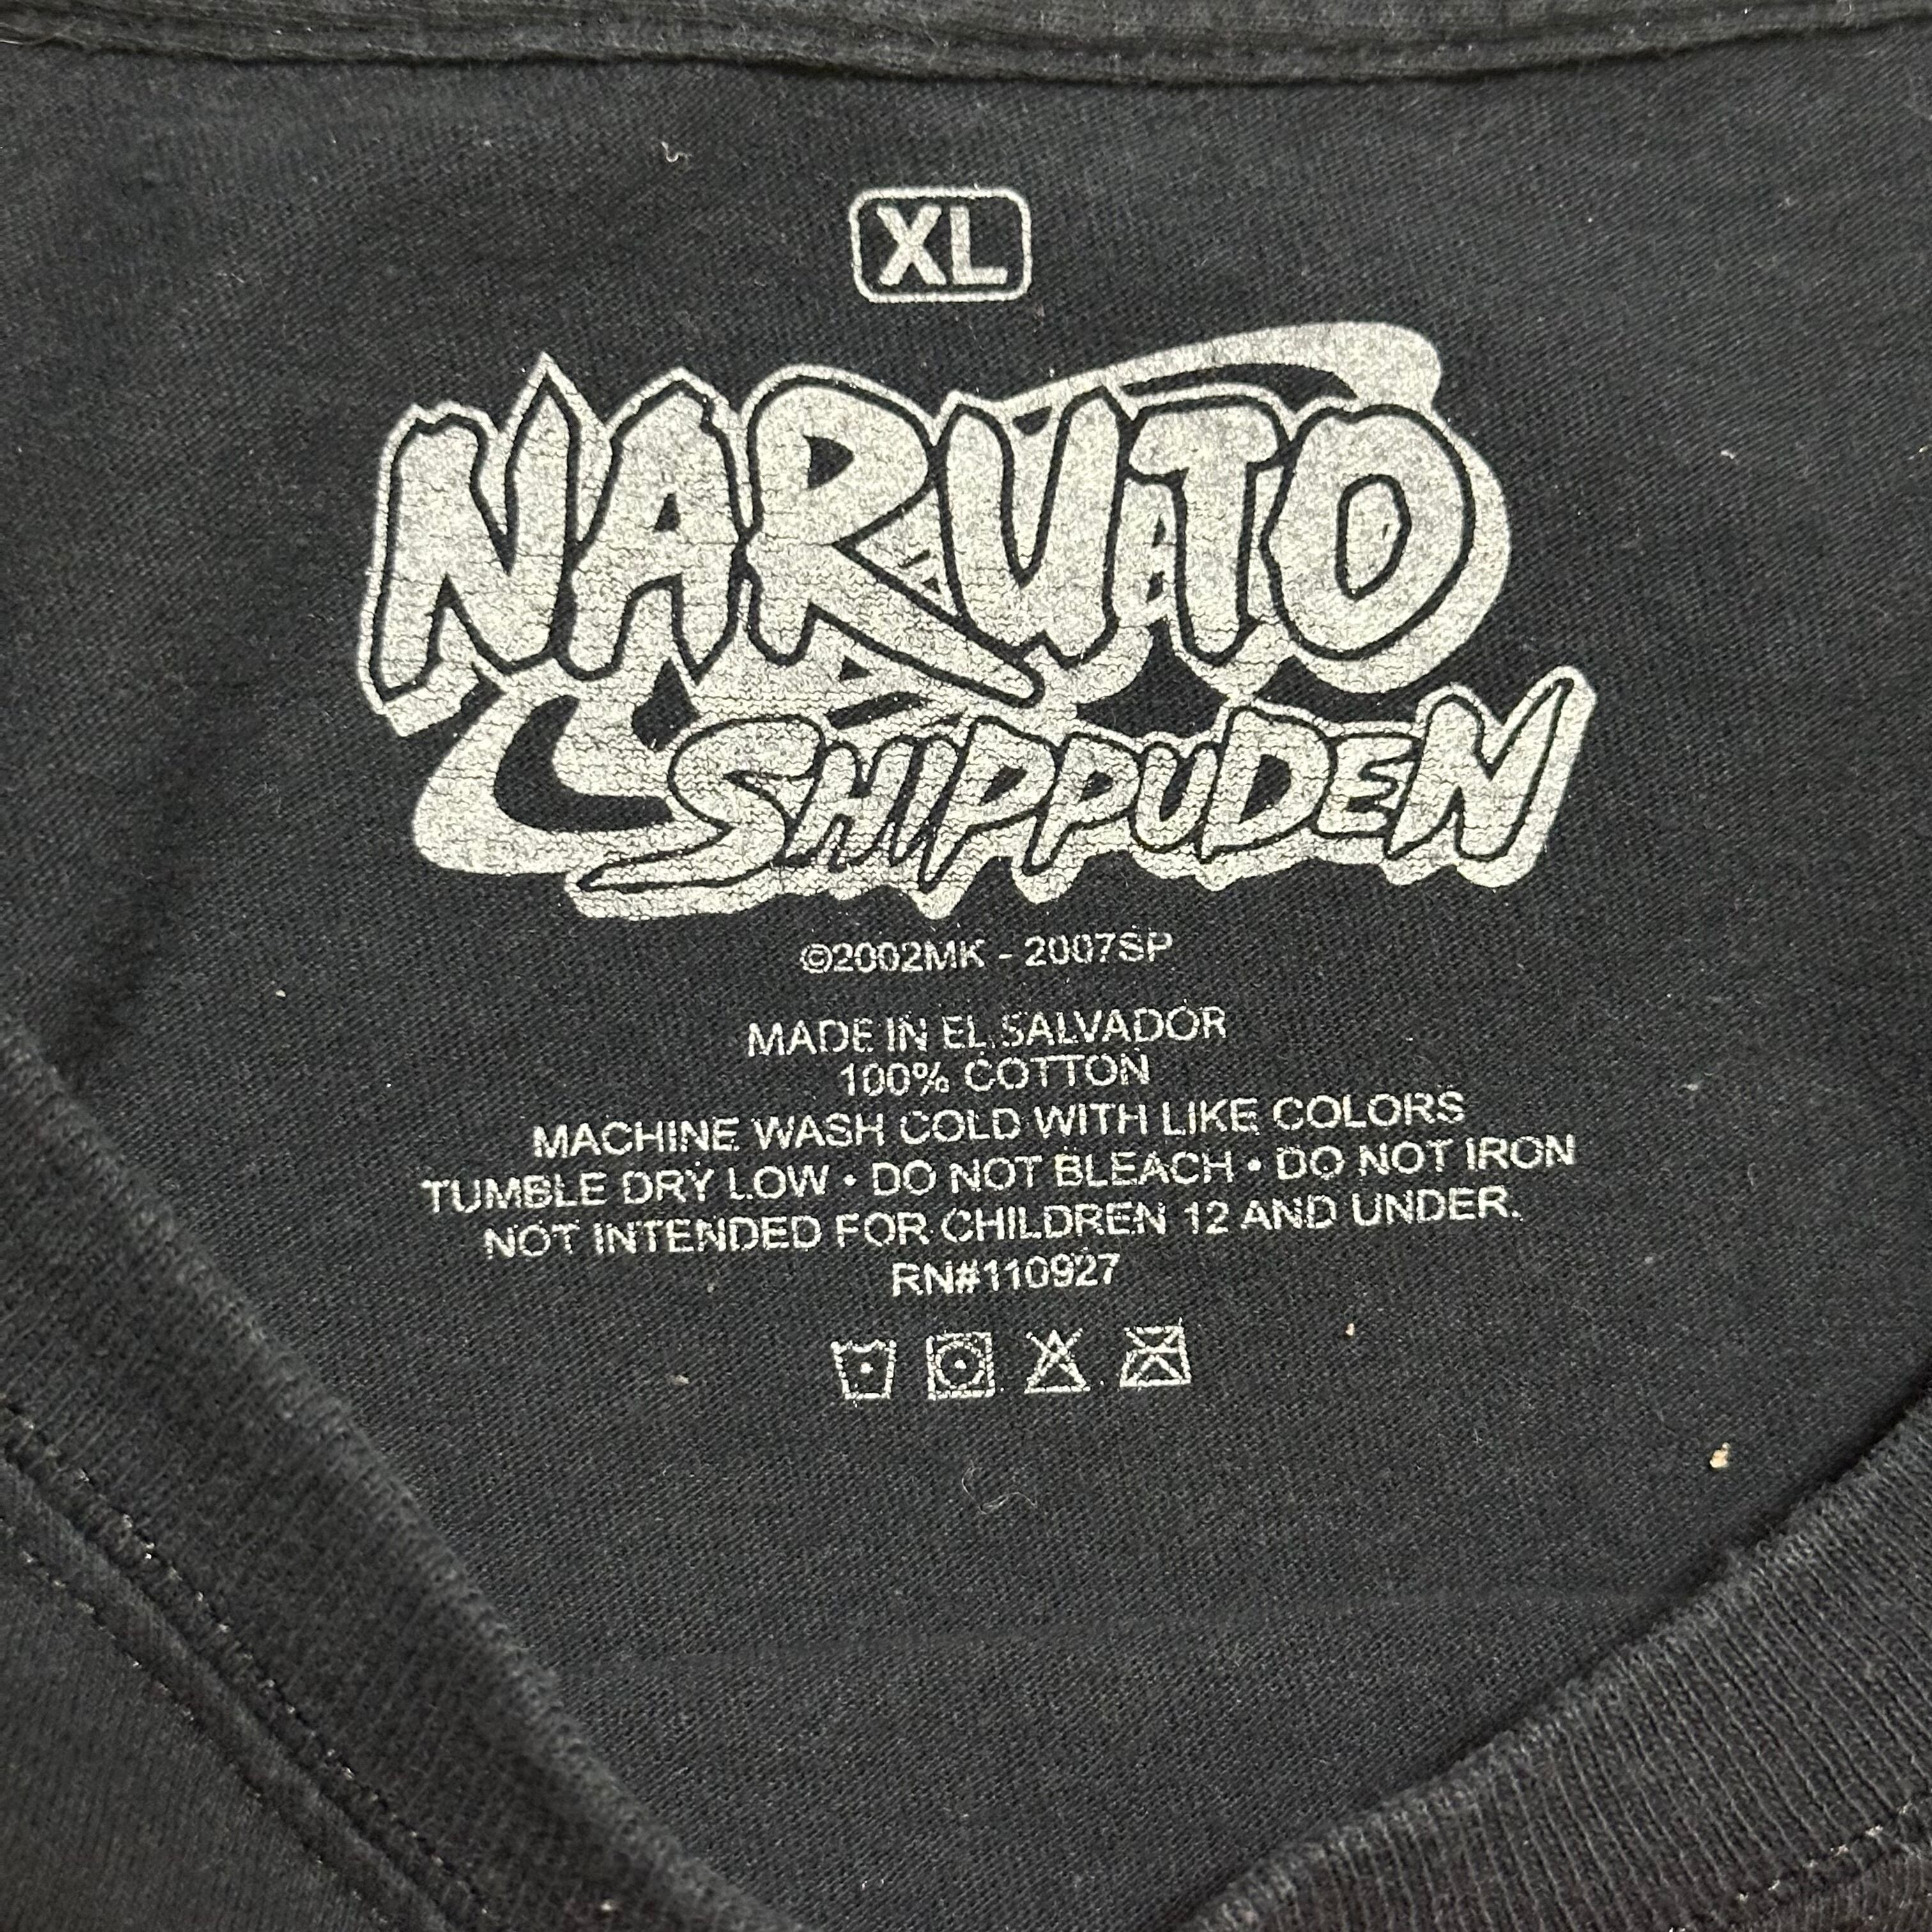 XL
NARUTO
SHIPPUDEN
©2002MK - 2007SP
MADE IN EL SALVADOR
100% COTTON
MACHINE WASH COLD WITH LIKE COLORS
TUMBLE DRY LOW • DO NOT BLEACH • DO NOT IRON
NOT INTENDED FOR CHILDREN 12 AND UNDER.
RN#110927